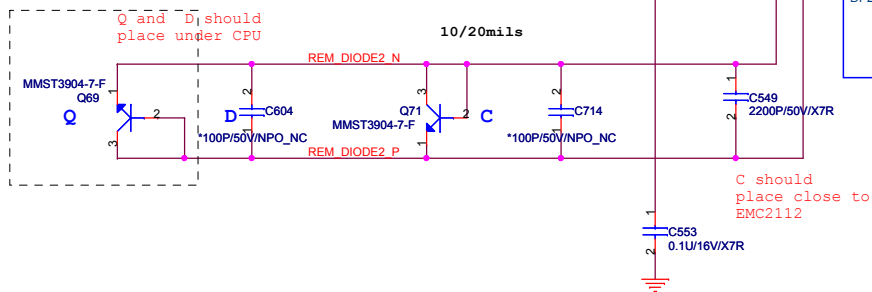 Q and D should
place under CPU
10/20mils
REM_DIODE2_N
MMST3904-7-F
Q69
1
2
3
Q
2
1
D
C604
*100P/50V/NPO_NC
3
2
1
Q71
MMST3904-7-F
C
2
1
C714
*100P/50V/NPO_NC
1
2
C549
2200P/50V/X7R
REM_DIODE2_P
C should
place close to
EMC2112
1
2
C553
0.1U/16V/X7R